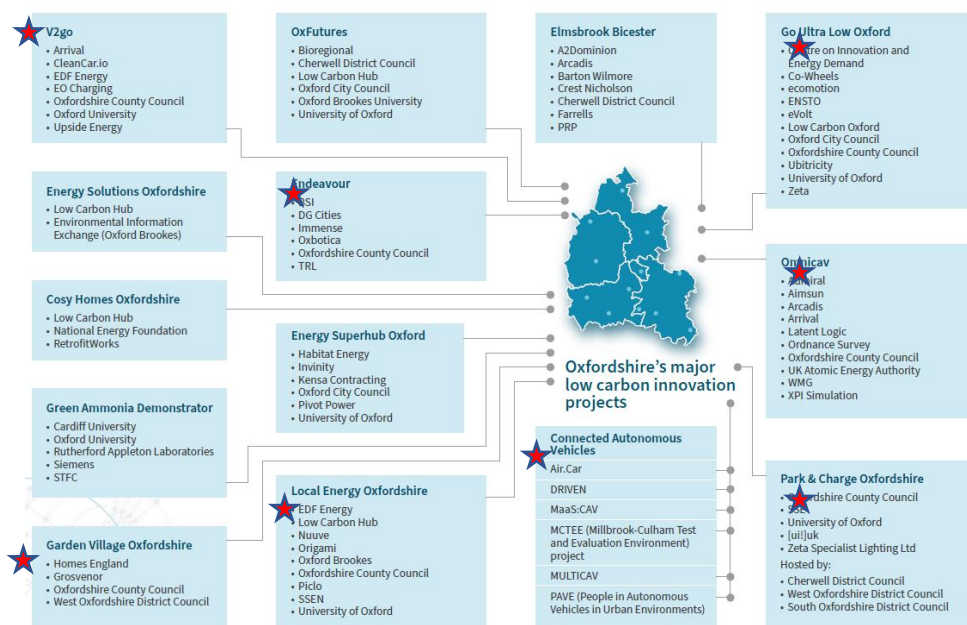 V2go
• Arrival
• CleanCar.io
• EDF Energy
• EO Charging
• Oxfordshire County Council
• Oxford University
• Upside Energy
OxFutures
• Bioregional
• Cherwell District Council
• Low Carbon Hub
• Oxford City Council
• Oxford Brookes University
• University of Oxford
Elmsbrook Bicester
• A2Dominion
• Arcadis
• Barton Wilmore
• Crest Nicholson
• Cherwell District Council
• Farrells
• PRP
Go Ultra Low Oxford
• Centre on Innovation and
Energy Demand
• Co-Wheels
• ecomotion
• ENSTO
• eVolt
• Low Carbon Oxford
• Oxford City Council
• Oxfordshire County Council
• Ubitricity
• University of Oxford
• Zeta
Energy Solutions Oxfordshire
• Low Carbon Hub
• Environmental Information
Exchange (Oxford Brookes)
Endeavour
• DG Cities
• Immense
• Oxbotica
• Oxfordshire County Council
• TRL
Omnicav
• Admiral
• Aimsun
• Arcadis
• Arrival
• Latent Logic
• Ordnance Survey
• Oxfordshire County Council
• UK Atomic Energy Authority
• WMG
• XPI Simulation
Cosy Homes Oxfordshire
• Low Carbon Hub
• National Energy Foundation
• RetrofitWorks
Energy Superhub Oxford
• Habitat Energy
• Invinity
• Kensa Contracting
• Oxford City Council
• Pivot Power
• University of Oxford
Oxfordshire's major
low carbon innovation
projects
Green Ammonia Demonstrator
• Cardiff University
• Oxford University
• Rutherford Appleton Laboratories
• Siemens
• STFC
Local Energy Oxfordshire
• EDF Energy
• Low Carbon Hub
• Nuuve
• Origami
• Oxford Brookes
• Oxfordshire County Council
• Piclo
• SSEN
• University of Oxford
Connected Autonomous
Vehicles
Air.Car
DRIVEN
MaaS:CAV
MCTEE (Millbrook-Culham Test
and Evaluation Environment)
project
MULTICAV
PAVE (People in Autonomous
Vehicles in Urban Environments)
Park & Charge Oxfordshire
• Oxfordshire County Council
• University of Oxford
• [ui!]uk
• Zeta Specialist Lighting Ltd
Hosted by:
• Cherwell District Council
• West Oxfordshire District Council
• South Oxfordshire District Council
Garden Village Oxfordshire
• Homes England
• Grosvenor
• Oxfordshire County Council
• West Oxfordshire District Council